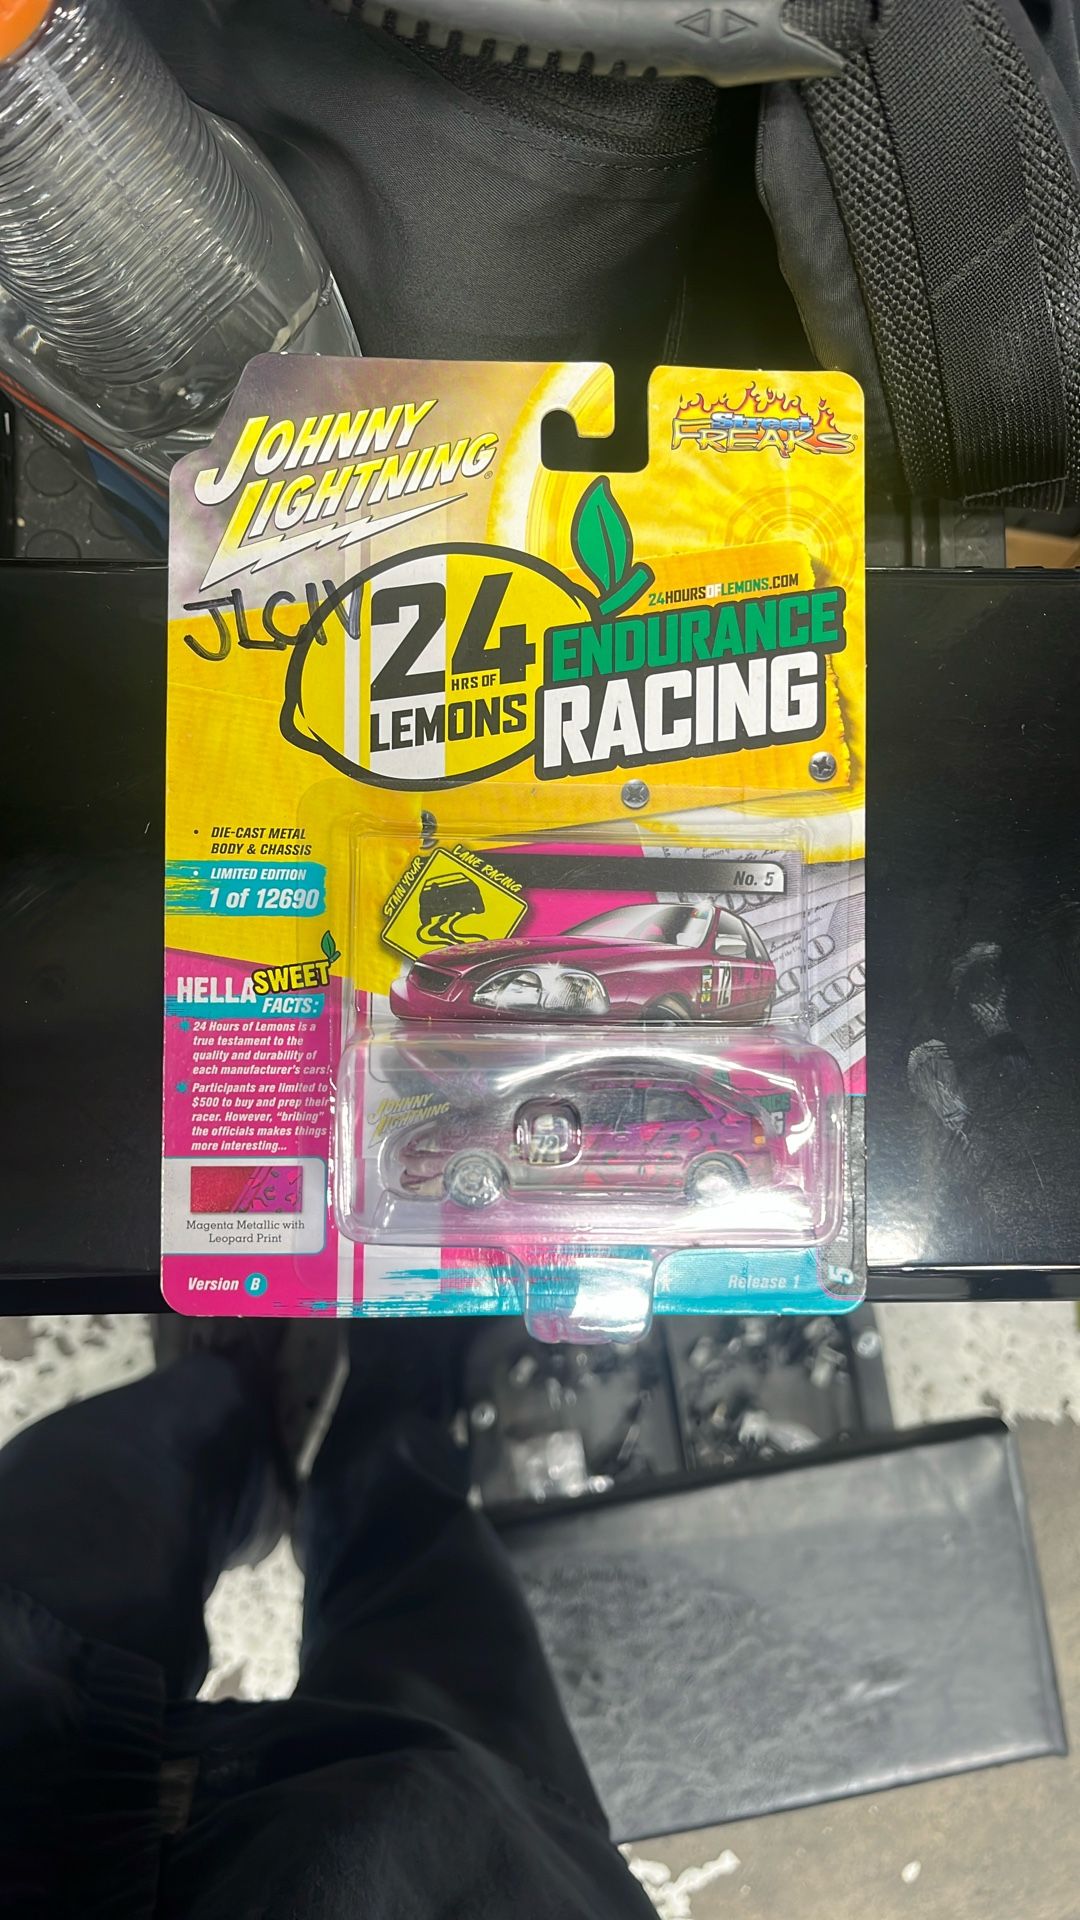 JOHNNY
LIGHTNING®
Street
FREAKS®
JLCIV
24
HRS OF
LEMONS
24HOURSOFLEMONS.COM
ENDURANCE
RACING
• DIE-CAST METAL
BODY & CHASSIS
• LIMITED EDITION
1 of 12690
STAIN YOUR
LANE RACING
No. 5
HELLA SWEET
FACTS:
24 Hours of Lemons is a
true testament to the
quality and durability of
each manufacturer's cars!
Participants are limited to
$500 to buy and prep their
racer. However, "bribing"
the officials makes things
more interesting...
12
JOHNNY
LIGHTNING
72
Magenta Metallic with
Leopard Print
Version B
Release 1
5